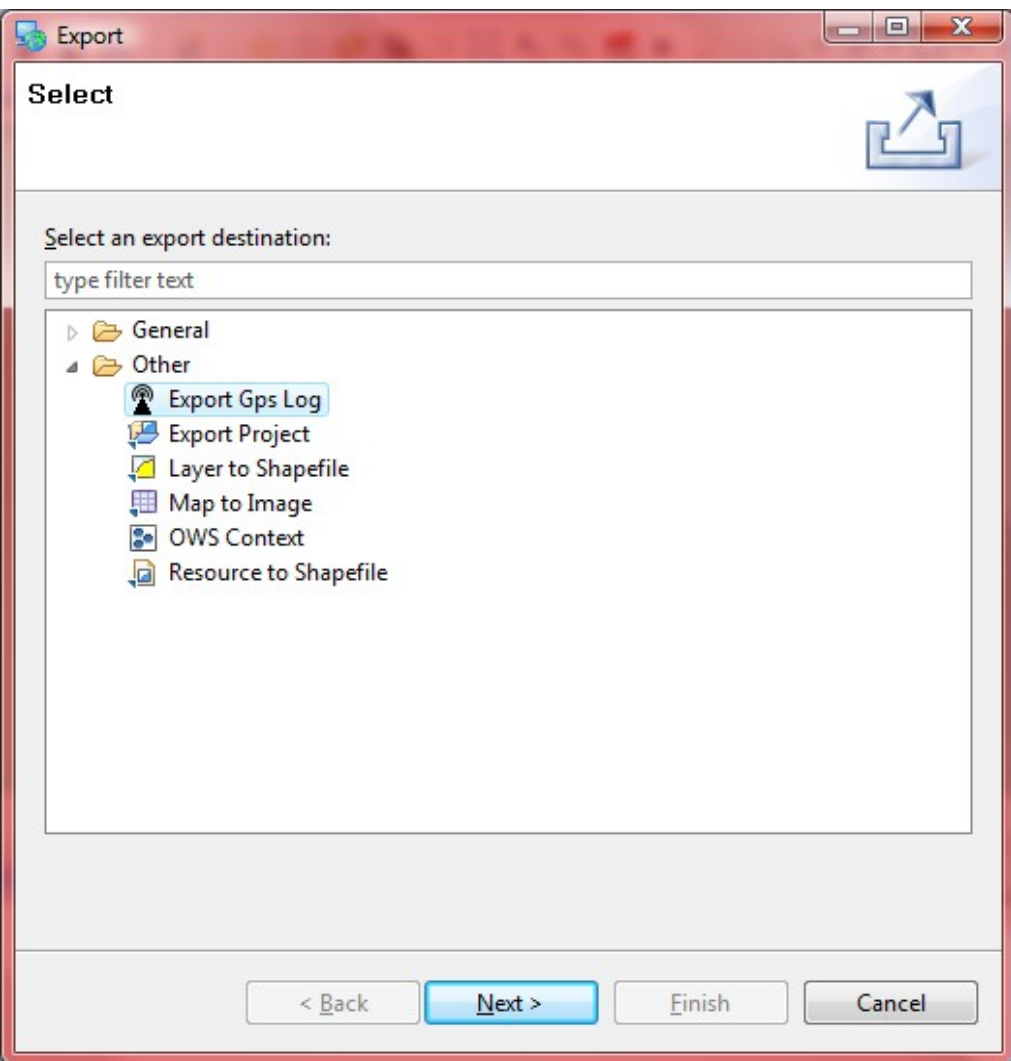 Export
Select
Select an export destination:
type filter text
General
Other
Export Gps Log
Export Project
Layer to Shapefile
Map to Image
OWS Context
Resource to Shapefile
< Back Next > Finish Cancel